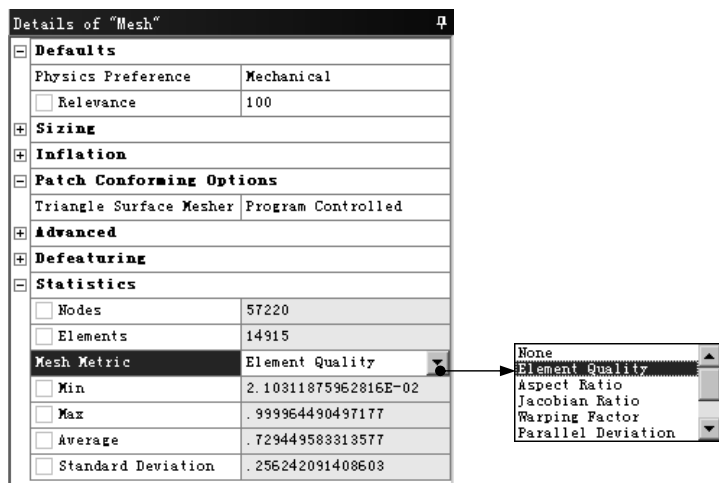 Details of "Mesh"
Defaults
Physics Preference Mechanical
Relevance 100
Sizing
Inflation
Patch Conforming Options
Triangle Surface Mesher Program Controlled
Advanced
Defeaturing
Statistics
Nodes 57220
Elements 14915
Mesh Metric Element Quality
Min 2.10311875962816E-02
Max .999964490497177
Average .729449583313577
Standard Deviation .256242091408603
None
Element Quality
Aspect Ratio
Jacobian Ratio
Warping Factor
Parallel Deviation